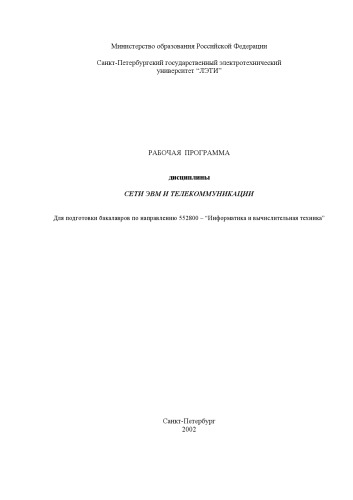 Министерство образования Российской Федерации
Санкт-Петербургский государственный электротехнический
университет “ЛЭТИ”
РАБОЧАЯ ПРОГРАММА
дисциплины
СЕТИ ЭВМ И ТЕЛЕКОММУНИКАЦИИ
Для подготовки бакалавров по направлению 552800 – “Информатика и вычислительная техника”
Санкт-Петербург
2002